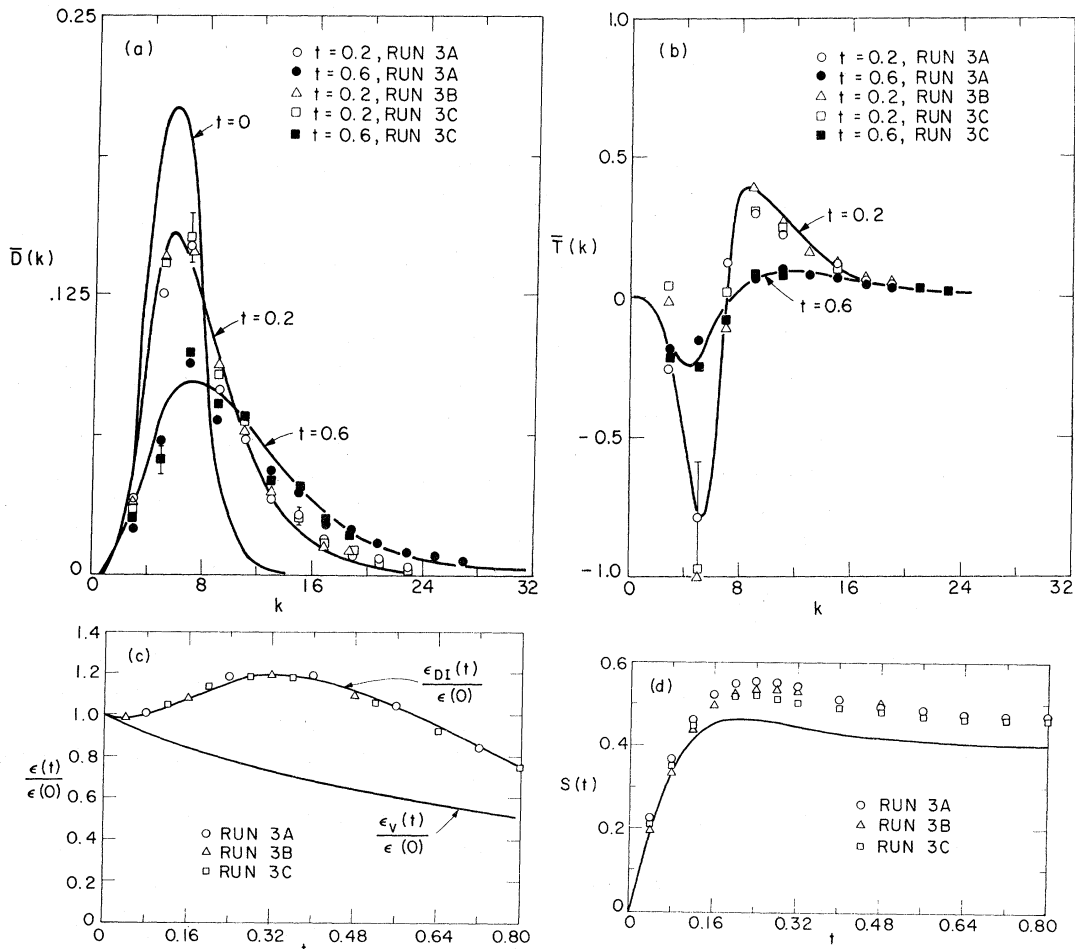 (a)
0.25
.125
0
D̅(k)
○ t = 0.2, RUN 3A
● t = 0.6, RUN 3A
△ t = 0.2, RUN 3B
□ t = 0.2, RUN 3C
■ t = 0.6, RUN 3C
t = 0
t = 0.2
t = 0.6
0 8 16 24 32
k
(b)
1.0
0.5
0
-0.5
-1.0
T̅(k)
○ t = 0.2, RUN 3A
● t = 0.6, RUN 3A
△ t = 0.2, RUN 3B
□ t = 0.2, RUN 3C
■ t = 0.6, RUN 3C
t = 0.2
t = 0.6
0 8 16 24 32
k
(c)
1.4
1.2
1.0
0.8
0.6
0.4
0.2
0
ϵ(t)
ϵ(0)
ϵDI(t)
ϵ(0)
ϵV(t)
ϵ(0)
○ RUN 3A
△ RUN 3B
□ RUN 3C
0 0.16 0.32 0.48 0.64 0.80
t
(d)
0.6
0.4
0.2
0
S(t)
○ RUN 3A
△ RUN 3B
□ RUN 3C
0 0.16 0.32 0.48 0.64 0.80
t